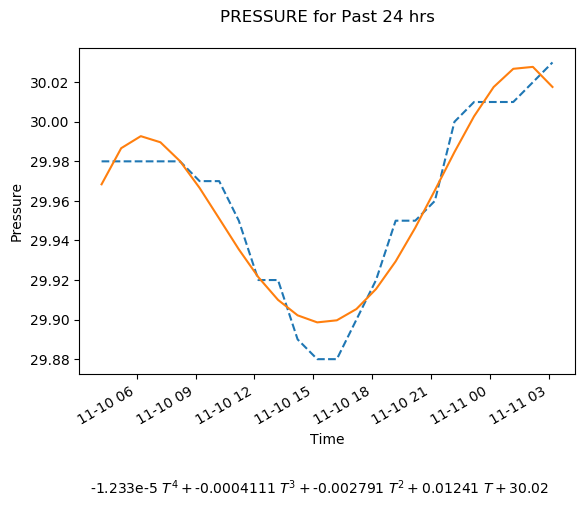 PRESSURE for Past 24 hrs
30.02
30.00
29.98
29.96
29.94
29.92
29.90
29.88
Pressure
11-10 06 11-10 09 11-10 12 11-10 15 11-10 18 11-10 21 11-11 00 11-11 03
Time
-1.233e-5 T⁴ + -0.0004111 T³ + -0.002791 T² + 0.01241 T + 30.02